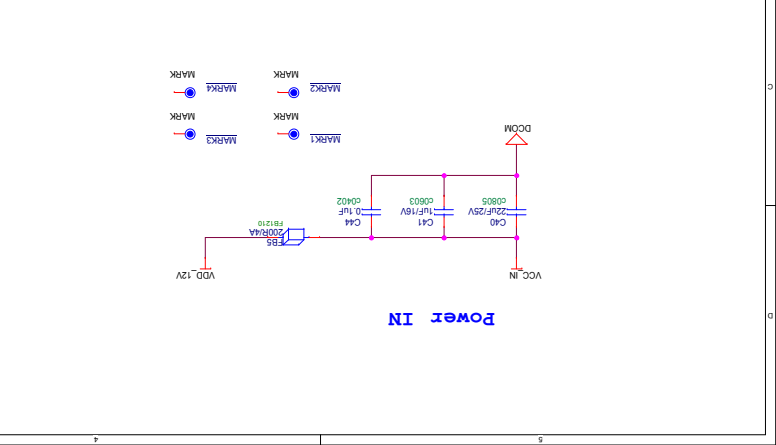 5
4
D
Power IN
VCC_IN
VDD_12V
C40
22uF/25V
c0805
C41
1uF/16V
c0603
C44
0.1uF
c0402
FB5
200R/4A
FB1210
DCOM
MARK1
MARK
MARK3
MARK
MARK2
MARK
MARK4
MARK
C